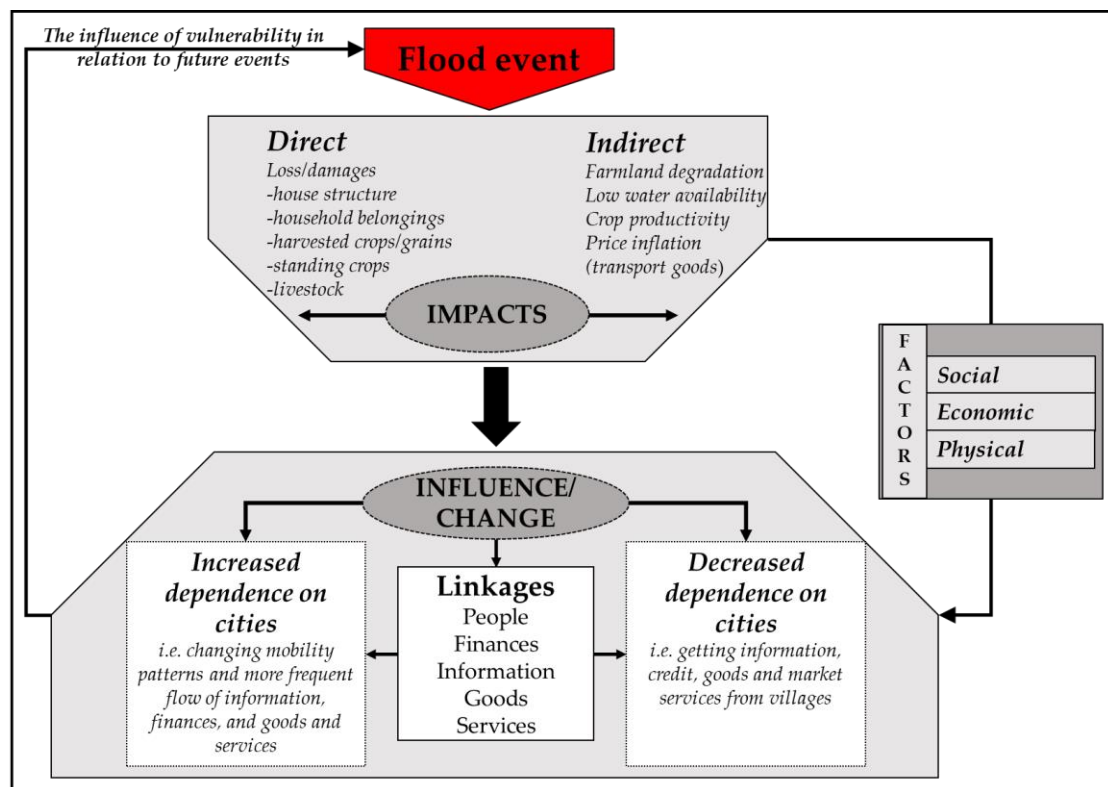 The influence of vulnerability in
relation to future events
Flood event
Direct
Loss/damages
-house structure
-household belongings
-harvested crops/grains
-standing crops
-livestock
Indirect
Farmland degradation
Low water availability
Crop productivity
Price inflation
(transport goods)
IMPACTS
FACTORS
Social
Economic
Physical
INFLUENCE/
CHANGE
Increased
dependence on
cities
i.e. changing mobility
patterns and more frequent
flow of information,
finances, and goods and
services
Linkages
People
Finances
Information
Goods
Services
Decreased
dependence on
cities
i.e. getting information,
credit, goods and market
services from villages